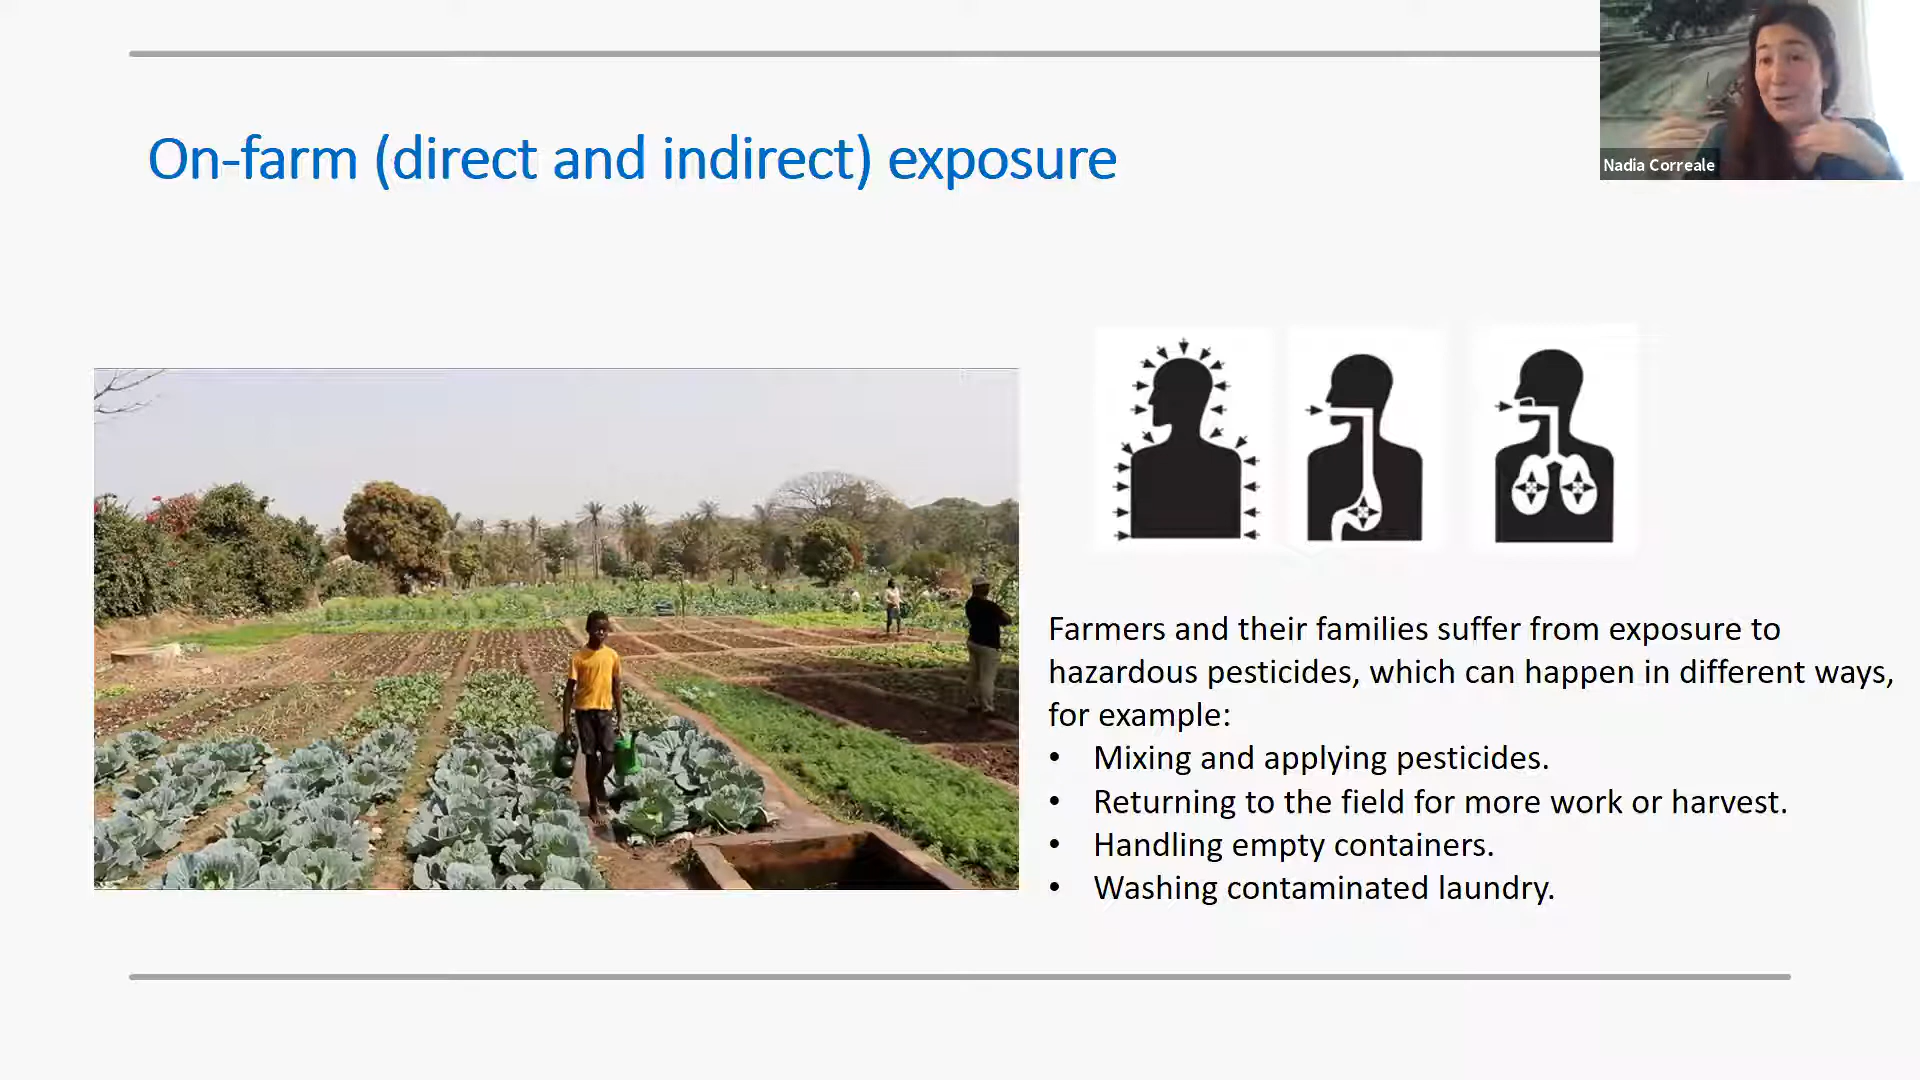 On-farm (direct and indirect) exposure
Nadia Correale
Farmers and their families suffer from exposure to
hazardous pesticides, which can happen in different ways,
for example:
• Mixing and applying pesticides.
• Returning to the field for more work or harvest.
• Handling empty containers.
• Washing contaminated laundry.